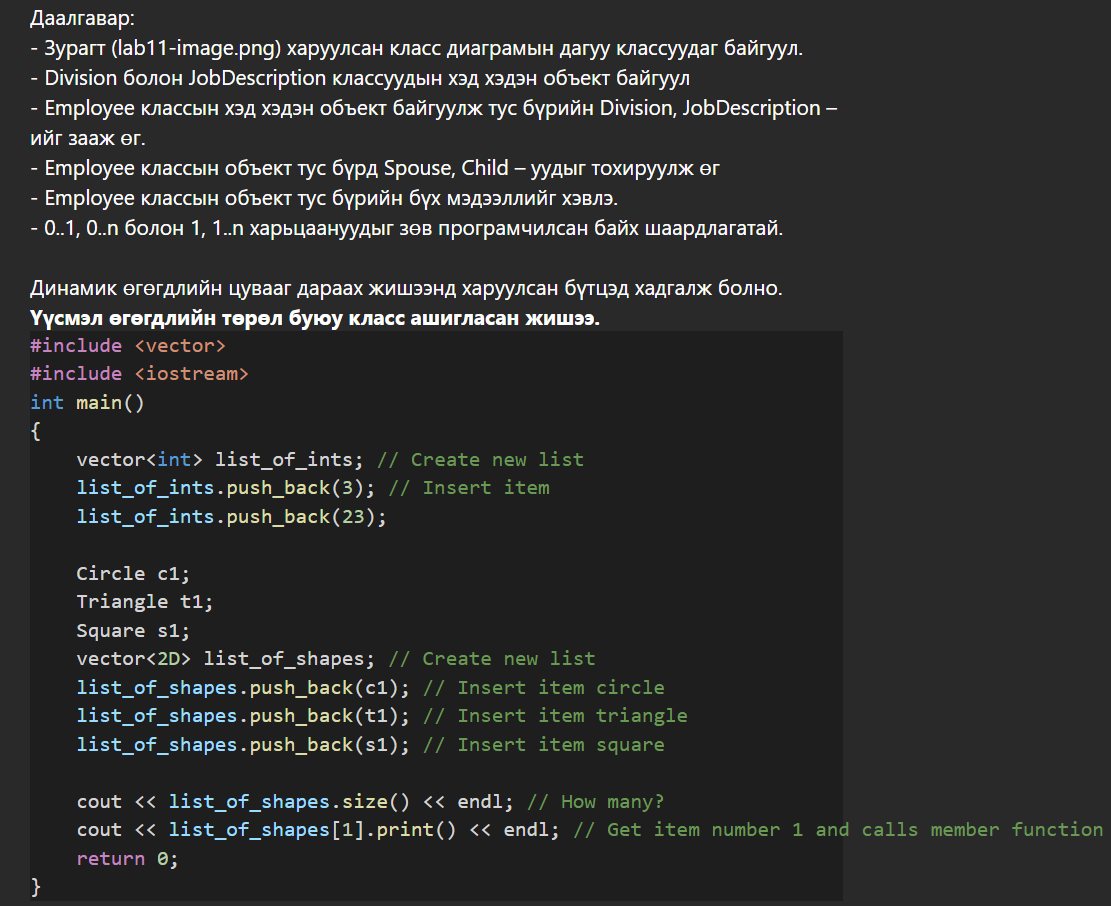 Даалгавар:
- Зурагт (lab11-image.png) харуулсан класс диаграмын дагуу классуудаг байгуул.
- Division болон JobDescription классуудын хэд хэдэн объект байгуул
- Employee классын хэд хэдэн объект байгуулж тус бүрийн Division, JobDescription –
ийг зааж өг.
- Employee классын объект тус бүрд Spouse, Child – уудыг тохируулж өг
- Employee классын объект тус бүрийн бүх мэдээллийг хэвлэ.
- 0..1, 0..n болон 1, 1..n харьцаануудыг зөв програмчилсан байх шаардлагатай.
Динамик өгөгдлийн цувааг дараах жишээнд харуулсан бүтцэд хадгалж болно.
Үүсмэл өгөгдлийн төрөл буюу класс ашигласан жишээ.
#include <vector>
#include <iostream>
int main()
{
    vector<int> list_of_ints; // Create new list
    list_of_ints.push_back(3); // Insert item
    list_of_ints.push_back(23);
    Circle c1;
    Triangle t1;
    Square s1;
    vector<2D> list_of_shapes; // Create new list
    list_of_shapes.push_back(c1); // Insert item circle
    list_of_shapes.push_back(t1); // Insert item triangle
    list_of_shapes.push_back(s1); // Insert item square
    cout << list_of_shapes.size() << endl; // How many?
    cout << list_of_shapes[1].print() << endl; // Get item number 1 and calls member function
    return 0;
}